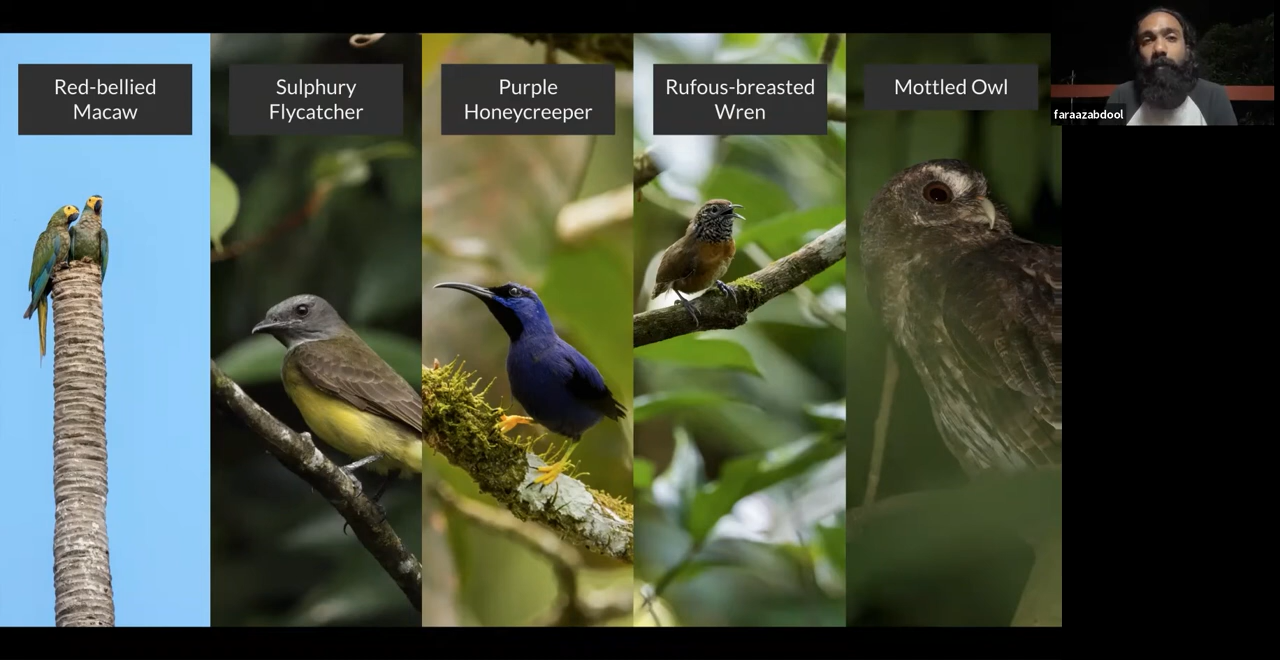 Red-bellied
Macaw
Sulphury
Flycatcher
Purple
Honeycreeper
Rufous-breasted
Wren
Mottled Owl
faraazabdool